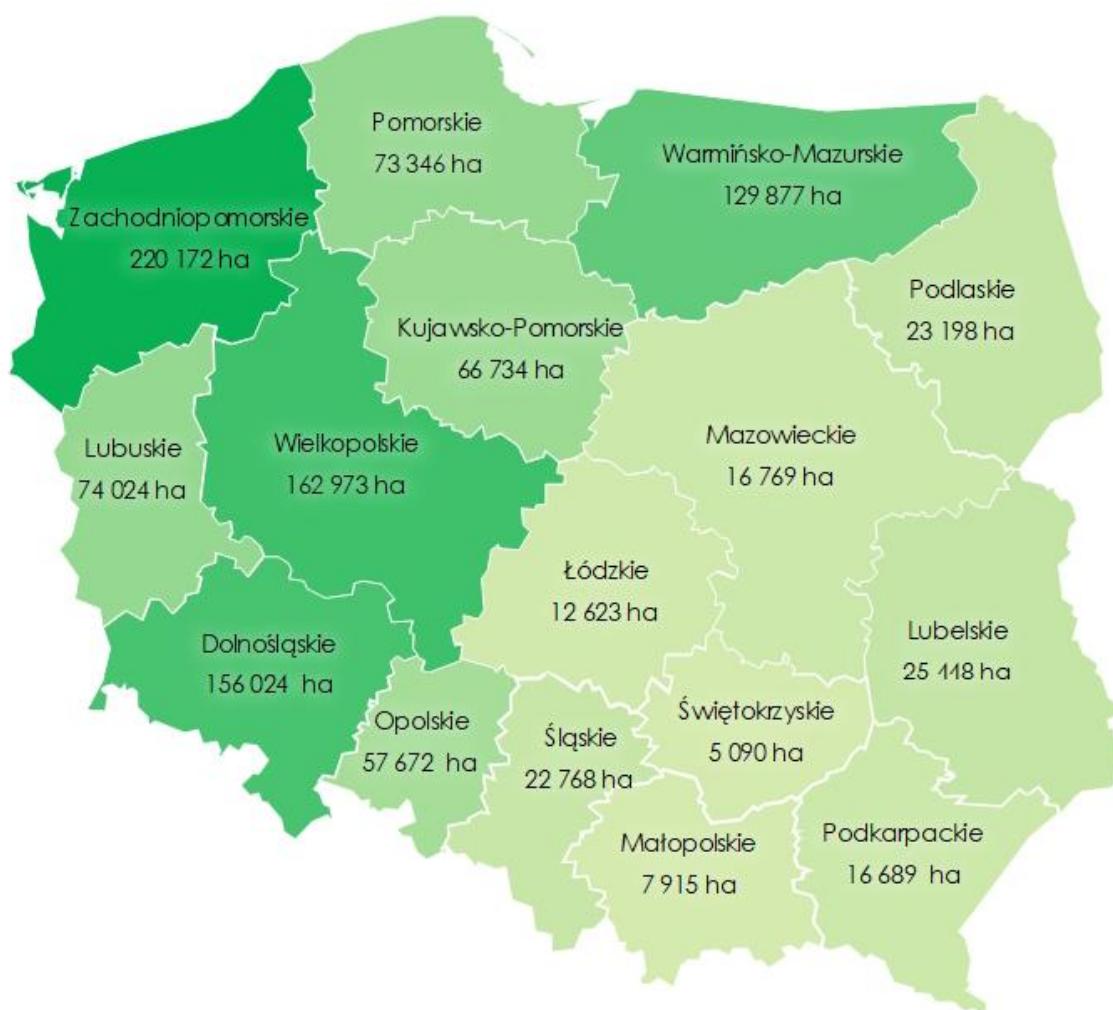 Pomorskie
73 346 ha
Warmińsko-Mazurskie
129 877 ha
Zachodniopomorskie
220 172 ha
Podlaskie
23 198 ha
Kujawsko-Pomorskie
66 734 ha
Lubuskie
74 024 ha
Wielkopolskie
162 973 ha
Mazowieckie
16 769 ha
Łódzkie
12 623 ha
Dolnośląskie
156 024 ha
Lubelskie
25 448 ha
Opolskie
57 672 ha
Śląskie
22 768 ha
Świętokrzyskie
5 090 ha
Małopolskie
7 915 ha
Podkarpackie
16 689 ha